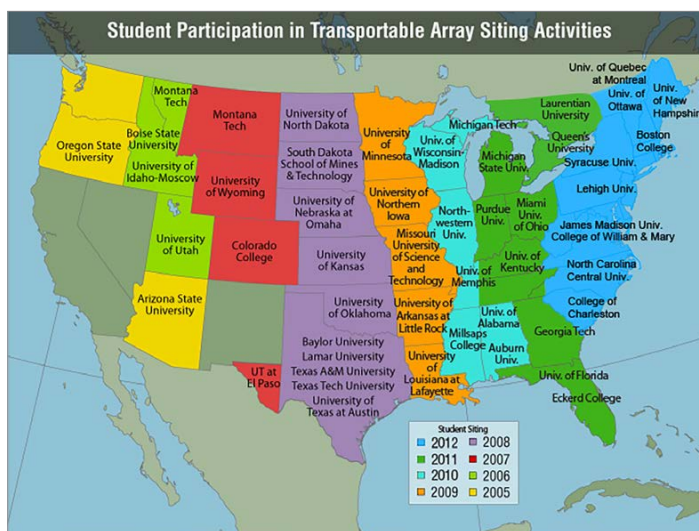 Student Participation in Transportable Array Siting Activities
Univ. of Quebec
at Montreal
Montana
Tech
Montana
Tech
University of
North Dakota
Laurentian
University
Univ. of
Ottawa
Univ.
of New
Hampshire
Oregon State
University
Boise State
University
University of
Idaho-Moscow
University of
Wyoming
South Dakota
School of Mines
& Technology
University of
Minnesota
Michigan Tech
Univ. of
Wisconsin-
Madison
Michigan
State Univ.
Queen's
University
Boston
College
Syracuse Univ.
University of
Nebraska at
Omaha
University
of Northern
Iowa
North-
western
Univ.
Purdue
Univ.
Miami
Univ.
of Ohio
Lehigh Univ.
University
of Utah
Colorado
College
University
of Kansas
Missouri
University
of Science
and
Technology
Univ. of
Memphis
Univ. of
Kentucky
James Madison Univ.
College of William & Mary
North Carolina
Central Univ.
Arizona State
University
University
of Oklahoma
University of
Arkansas at
Little Rock
Univ. of
Alabama
College of
Charleston
Millsaps
College
Auburn
Univ.
Georgia Tech
UT at
El Paso
Baylor University
Lamar University
Texas A&M University
Texas Tech University
University of
Texas at Austin
University
of
Louisiana at
Lafayette
Univ. of Florida
Eckerd College
Student Siting
2012
2008
2011
2007
2010
2006
2009
2005